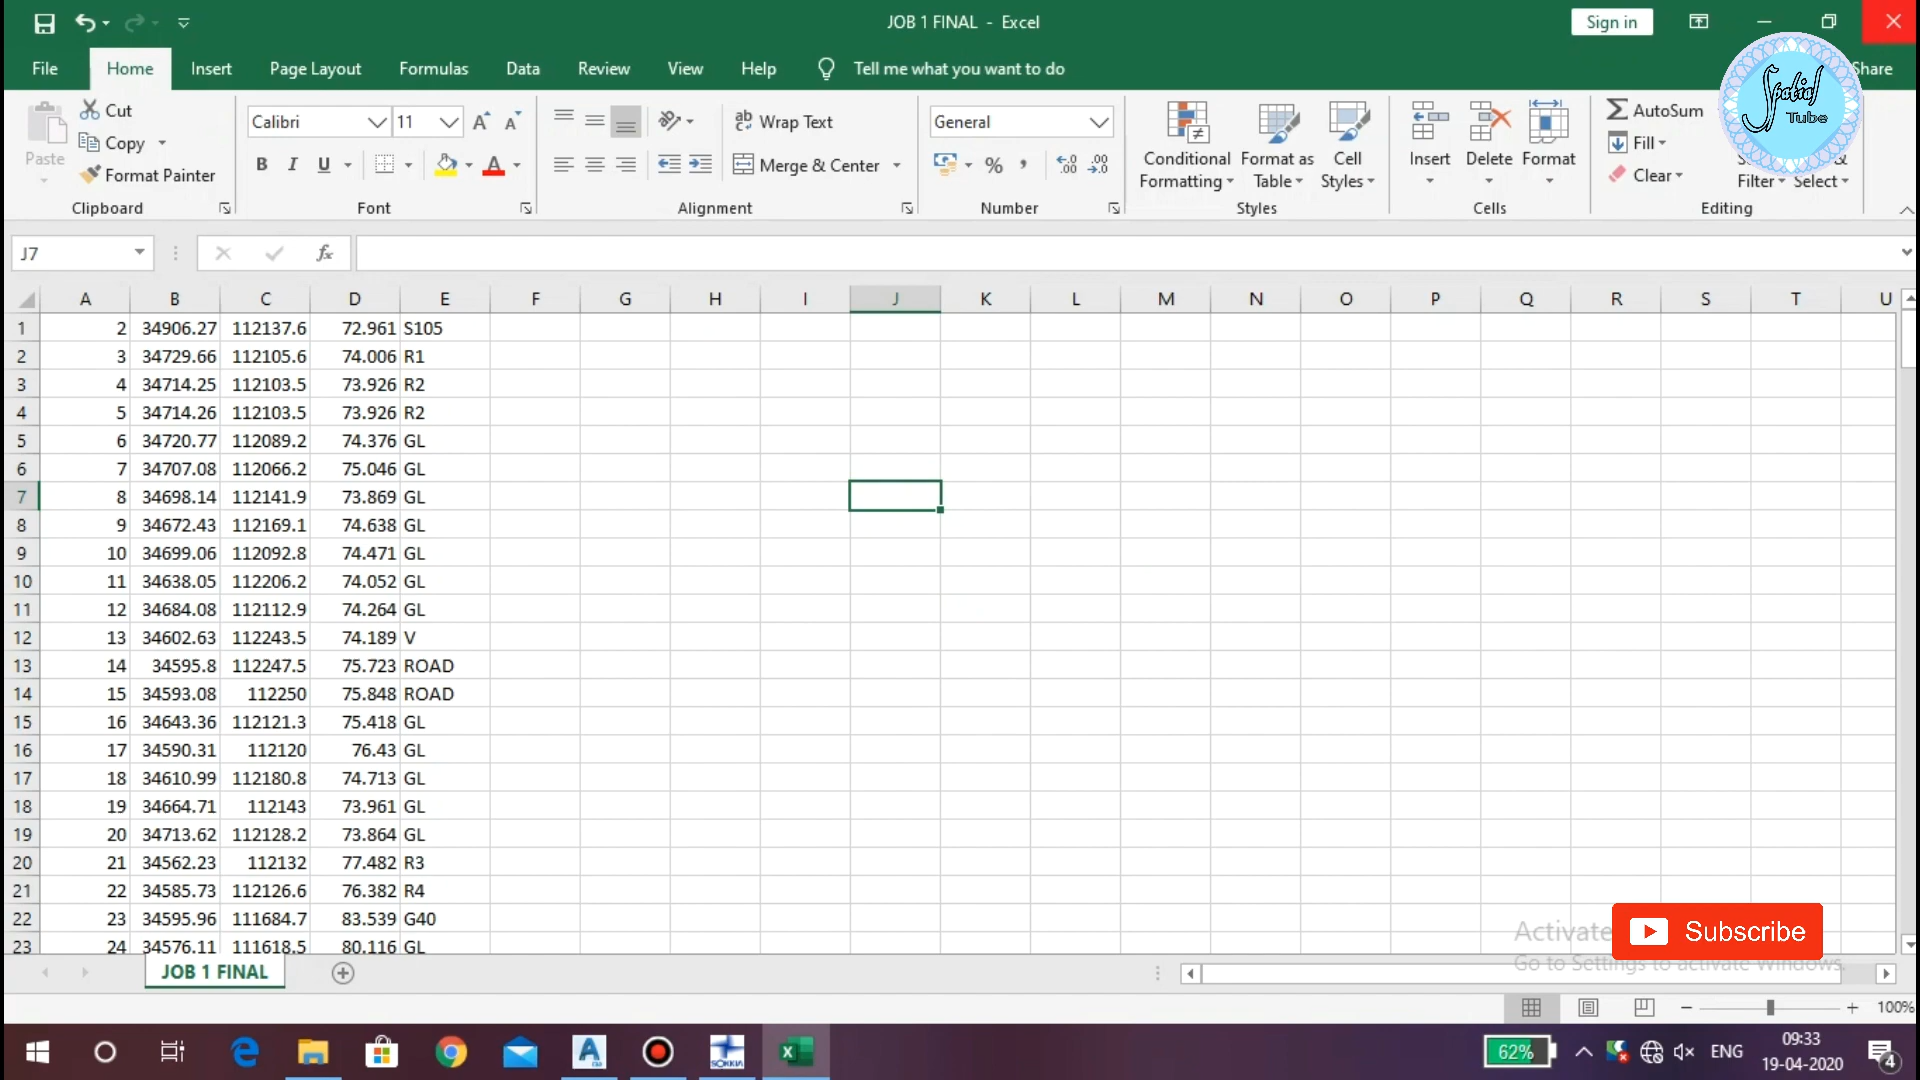 JOB 1 FINAL - Excel
Sign in
File Home Insert Page Layout Formulas Data Review View Help Tell me what you want to do Share
Spatial
Tube
Paste
Cut
Copy
Format Painter
Clipboard
Calibri 11
B I U
Font
Wrap Text
Merge & Center
Alignment
General
Number
Conditional Formatting
Format as Table
Cell Styles
Styles
Insert Delete Format
Cells
AutoSum
Fill
Clear
Filter Select
Editing
J7
fx
A B C D E F G H I J K L M N O P Q R S T U
1 2 34906.27 112137.6 72.961 S105
2 3 34729.66 112105.6 74.006 R1
3 4 34714.25 112103.5 73.926 R2
4 5 34714.26 112103.5 73.926 R2
5 6 34720.77 112089.2 74.376 GL
6 7 34707.08 112066.2 75.046 GL
7 8 34698.14 112141.9 73.869 GL
8 9 34672.43 112169.1 74.638 GL
9 10 34699.06 112092.8 74.471 GL
10 11 34638.05 112206.2 74.052 GL
11 12 34684.08 112112.9 74.264 GL
12 13 34602.63 112243.5 74.189 V
13 14 34595.8 112247.5 75.723 ROAD
14 15 34593.08 112250 75.848 ROAD
15 16 34643.36 112121.3 75.418 GL
16 17 34590.31 112120 76.43 GL
17 18 34610.99 112180.8 74.713 GL
18 19 34664.71 112143 73.961 GL
19 20 34713.62 112128.2 73.864 GL
20 21 34562.23 112132 77.482 R3
21 22 34585.73 112126.6 76.382 R4
22 23 34595.96 111684.7 83.539 G40
23 24 34576.11 111618.5 80.116 GL
Activate
Go to Settings to activate Windows.
Subscribe
JOB 1 FINAL
100%
SOKKIA
62%
ENG
09:33
19-04-2020
4